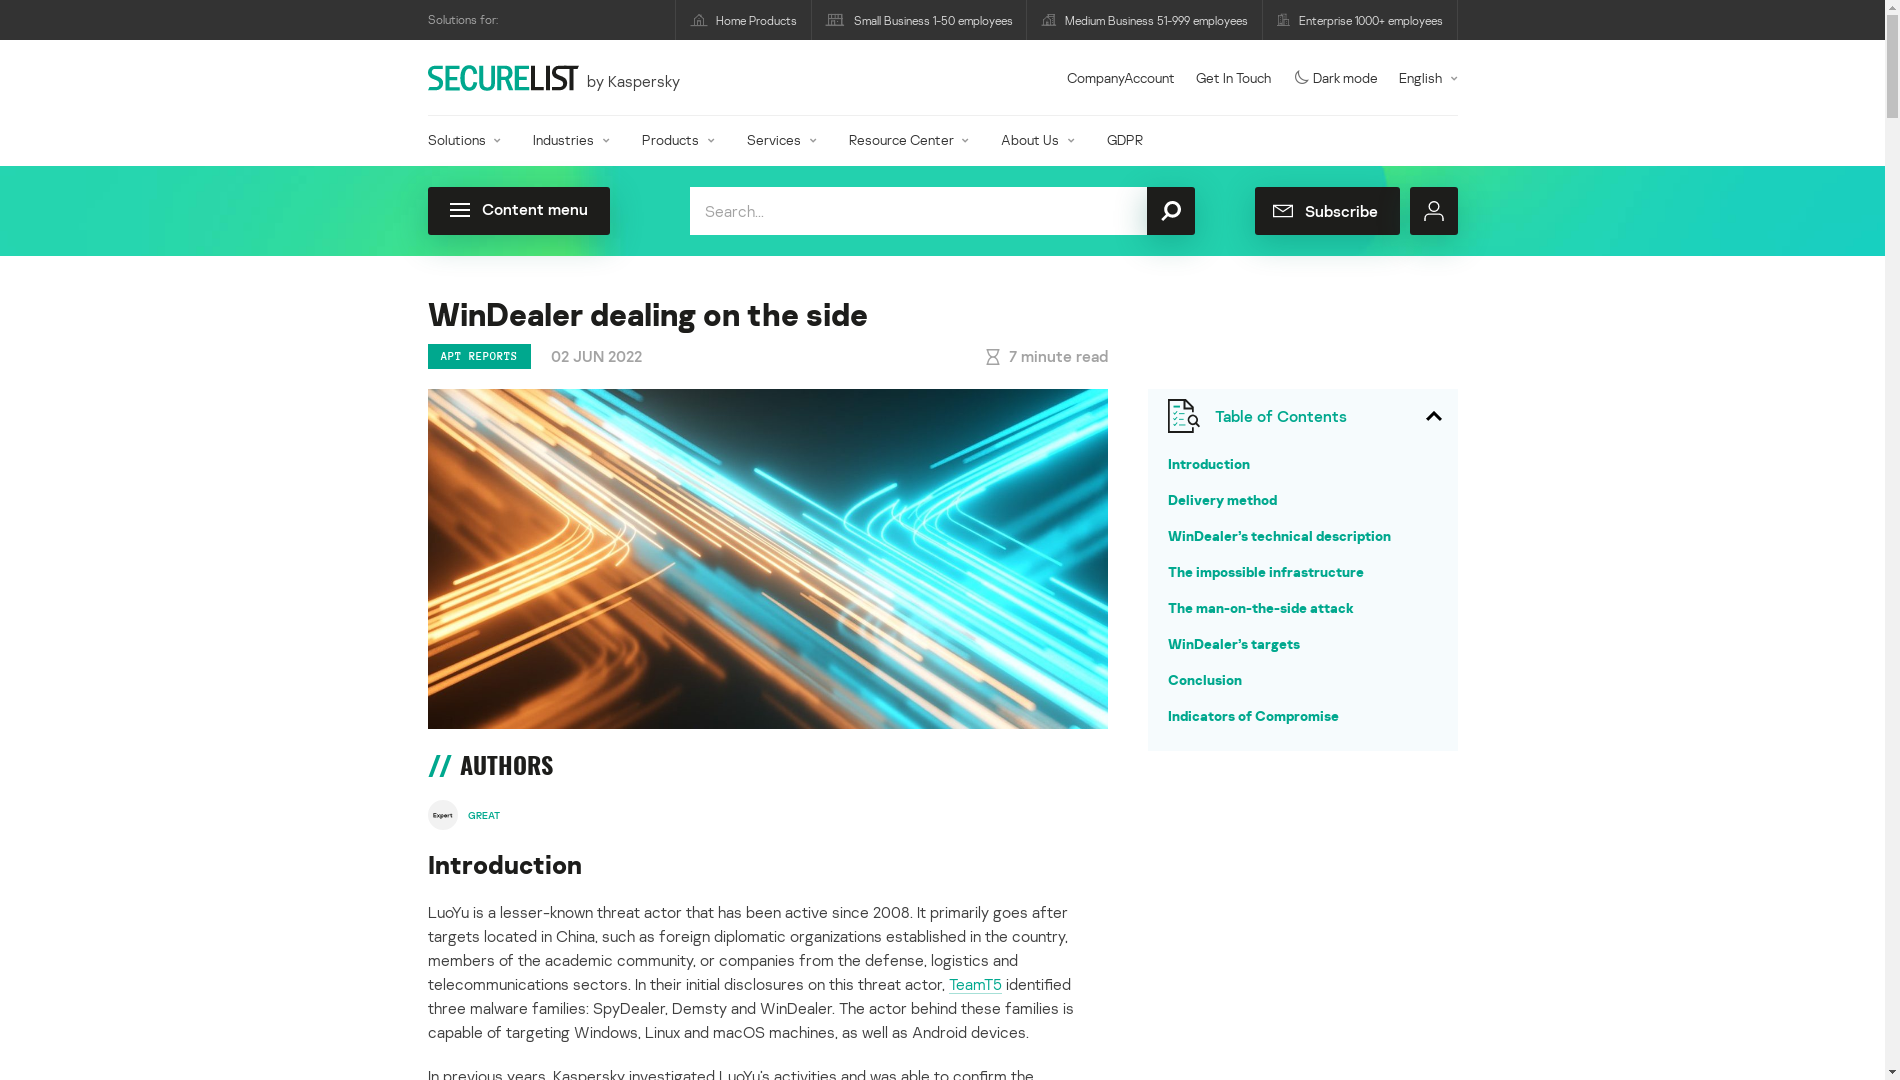 Solutions for:
Home Products
Small Business 1-50 employees
Medium Business 51-999 employees
Enterprise 1000+ employees
SECURELIST by Kaspersky
CompanyAccount
Get In Touch
Dark mode
English
Solutions
Industries
Products
Services
Resource Center
About Us
GDPR
Content menu
Search...
Subscribe
WinDealer dealing on the side
APT REPORTS
02 JUN 2022
7 minute read
Table of Contents
Introduction
Delivery method
WinDealer's technical description
The impossible infrastructure
The man-on-the-side attack
WinDealer's targets
Conclusion
Indicators of Compromise
// AUTHORS
Expert
GREAT
Introduction
LuoYu is a lesser-known threat actor that has been active since 2008. It primarily goes after
targets located in China, such as foreign diplomatic organizations established in the country,
members of the academic community, or companies from the defense, logistics and
telecommunications sectors. In their initial disclosures on this threat actor, TeamT5 identified
three malware families: SpyDealer, Demsty and WinDealer. The actor behind these families is
capable of targeting Windows, Linux and macOS machines, as well as Android devices.
In previous years, Kaspersky investigated LuoYu's activities and was able to confirm the